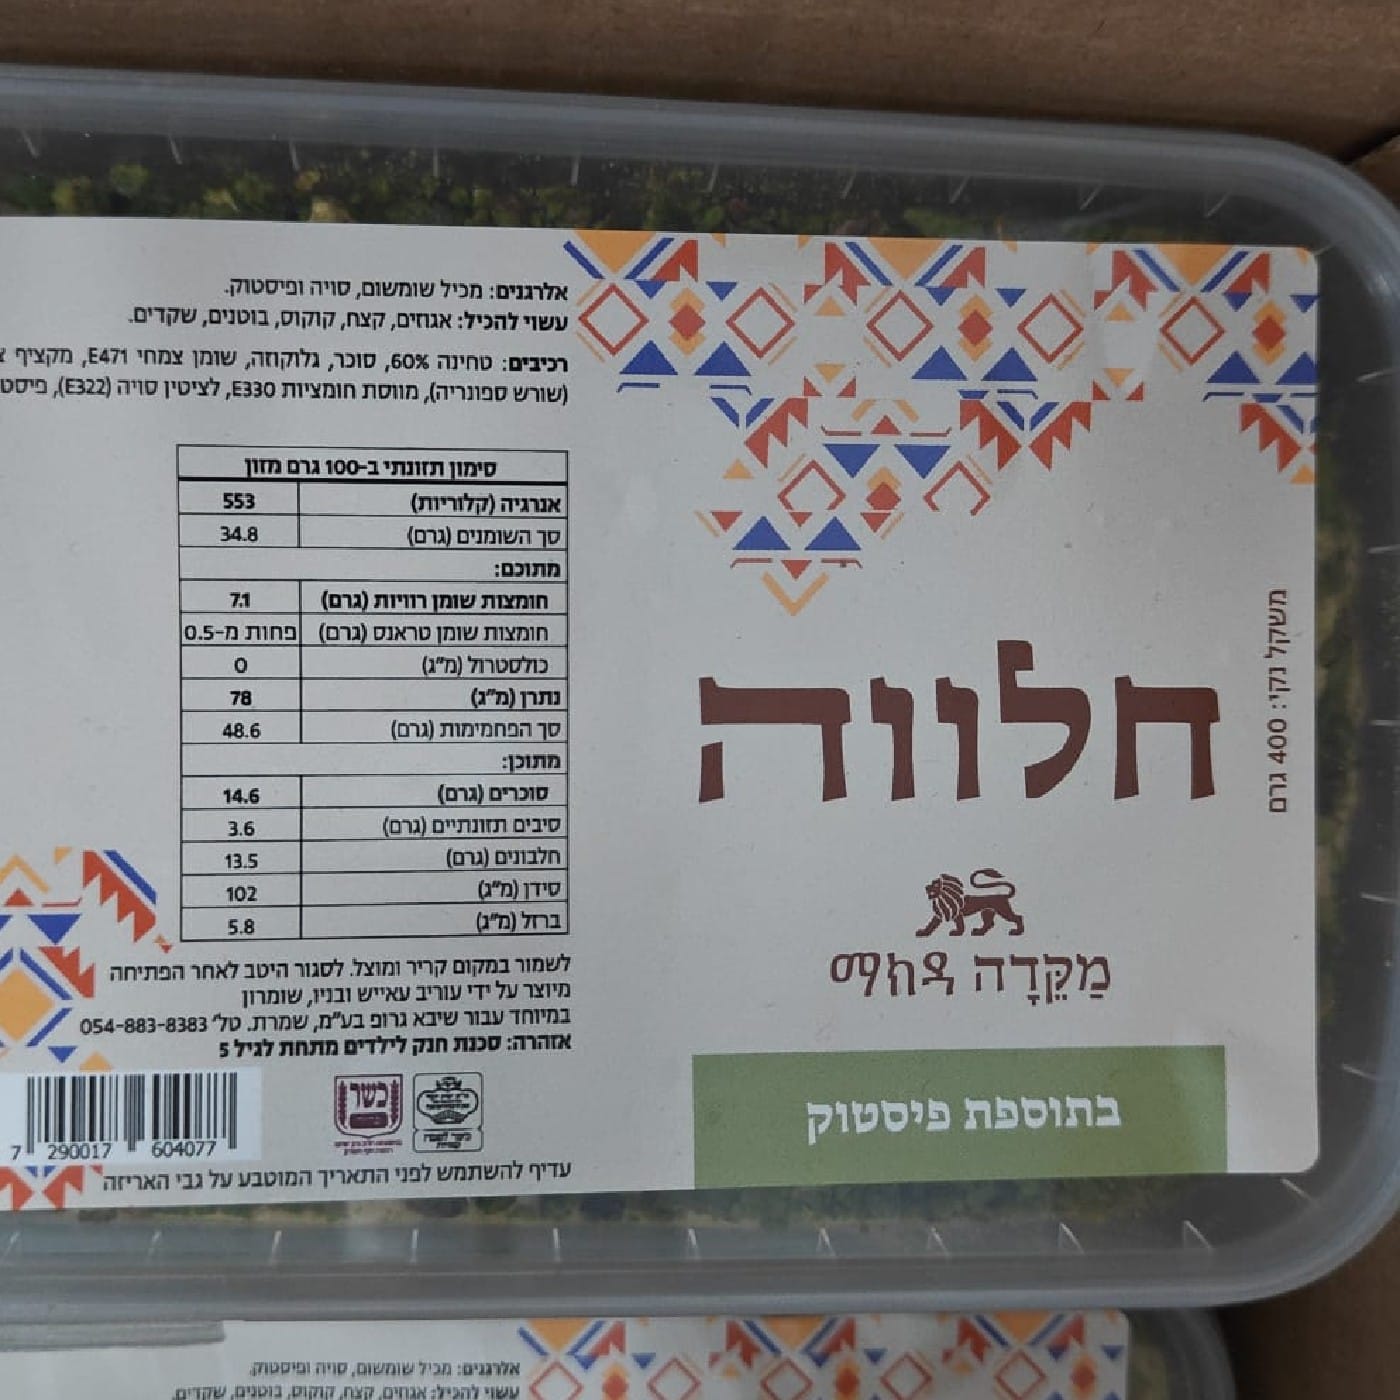 אלרגנים: מכיל שומשום, סויה ופיסטוק.
עשוי להכיל: אגוזים, קצח, קוקוס, בוטנים, שקדים.
רכיבים: טחינה 60%, סוכר, גלוקוזה, שומן צמחי E471, מקציף
(שורש ספונריה), מווסת חומציות E330, לציטין סויה (E322), פיסט
סימון תזונתי ב-100 גרם מזון
אנרגיה (קלוריות) 553
סך השומנים (גרם) 34.8
מתוכם:
חומצות שומן רוויות (גרם) 7.1
חומצות שומן טראנס (גרם) פחות מ-0.5
כולסטרול (מ"ג) 0
נתרן (מ"ג) 78
סך הפחמימות (גרם) 48.6
מתוכן:
סוכרים (גרם) 14.6
סיבים תזונתיים (גרם) 3.6
חלבונים (גרם) 13.5
סידן (מ"ג) 102
ברזל (מ"ג) 5.8
לשמור במקום קריר ומוצל. לסגור היטב לאחר הפתיחה
מיוצר על ידי עוריב עאייש ובניו, שומרון
במיוחד עבור שיבא גרופ בע"מ, שמרת. טל' 054-883-8383
אזהרה: סכנת חנק לילדים מתחת לגיל 5
כשר
7 290017 604077
עדיף להשתמש לפני התאריך המוטבע על גבי האריזה
משקל נקי: 400 גרם
חלווה
מַקֵדָה ማከዳ
בתוספת פיסטוק
אלרגנים: מכיל שומשום, סויה ופיסטוק.
עשוי להכיל: אגוזים, קצח, קוקוס, בוטנים, שקדים.